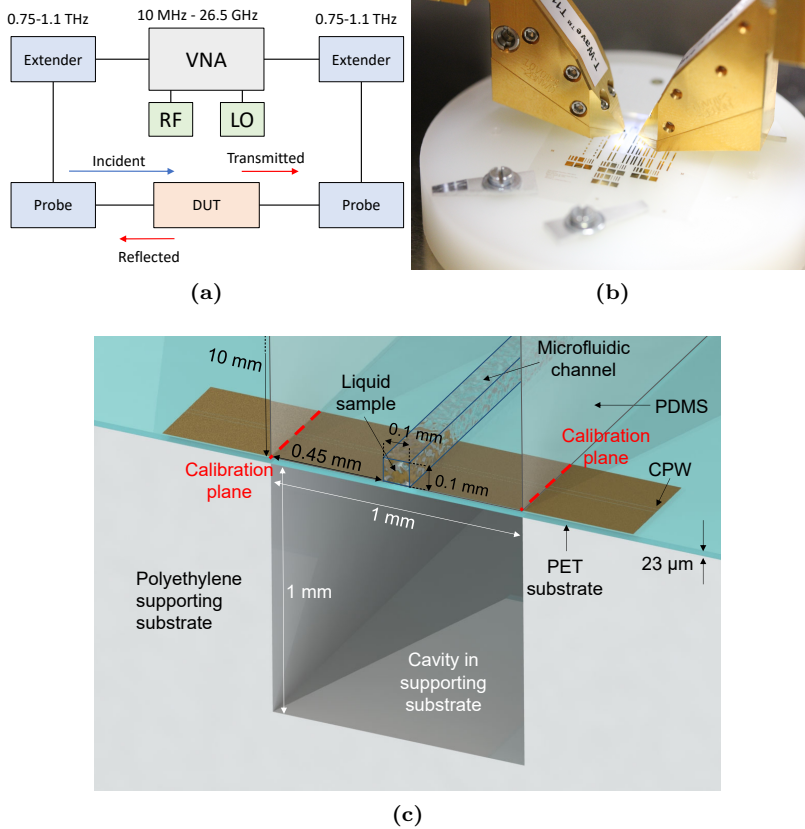 0.75-1.1 THz
10 MHz - 26.5 GHz
0.75-1.1 THz
Extender
VNA
Extender
RF
LO
Incident
Transmitted
Probe
DUT
Probe
Reflected
(a)
T-Wave™ T11
(b)
10 mm
Microfluidic
channel
Liquid
sample
PDMS
0.1 mm
Calibration
plane
0.45 mm
Calibration
plane
CPW
0.1 mm
1 mm
PET
substrate
23 µm
Polyethylene
supporting
substrate
1 mm
Cavity in
supporting
substrate
(c)